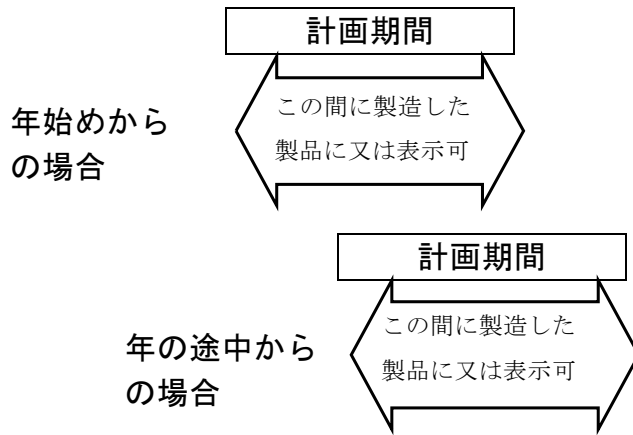 計画期間
この間に製造した
製品に又は表示可
年始めから
の場合
計画期間
この間に製造した
製品に又は表示可
年の途中から
の場合